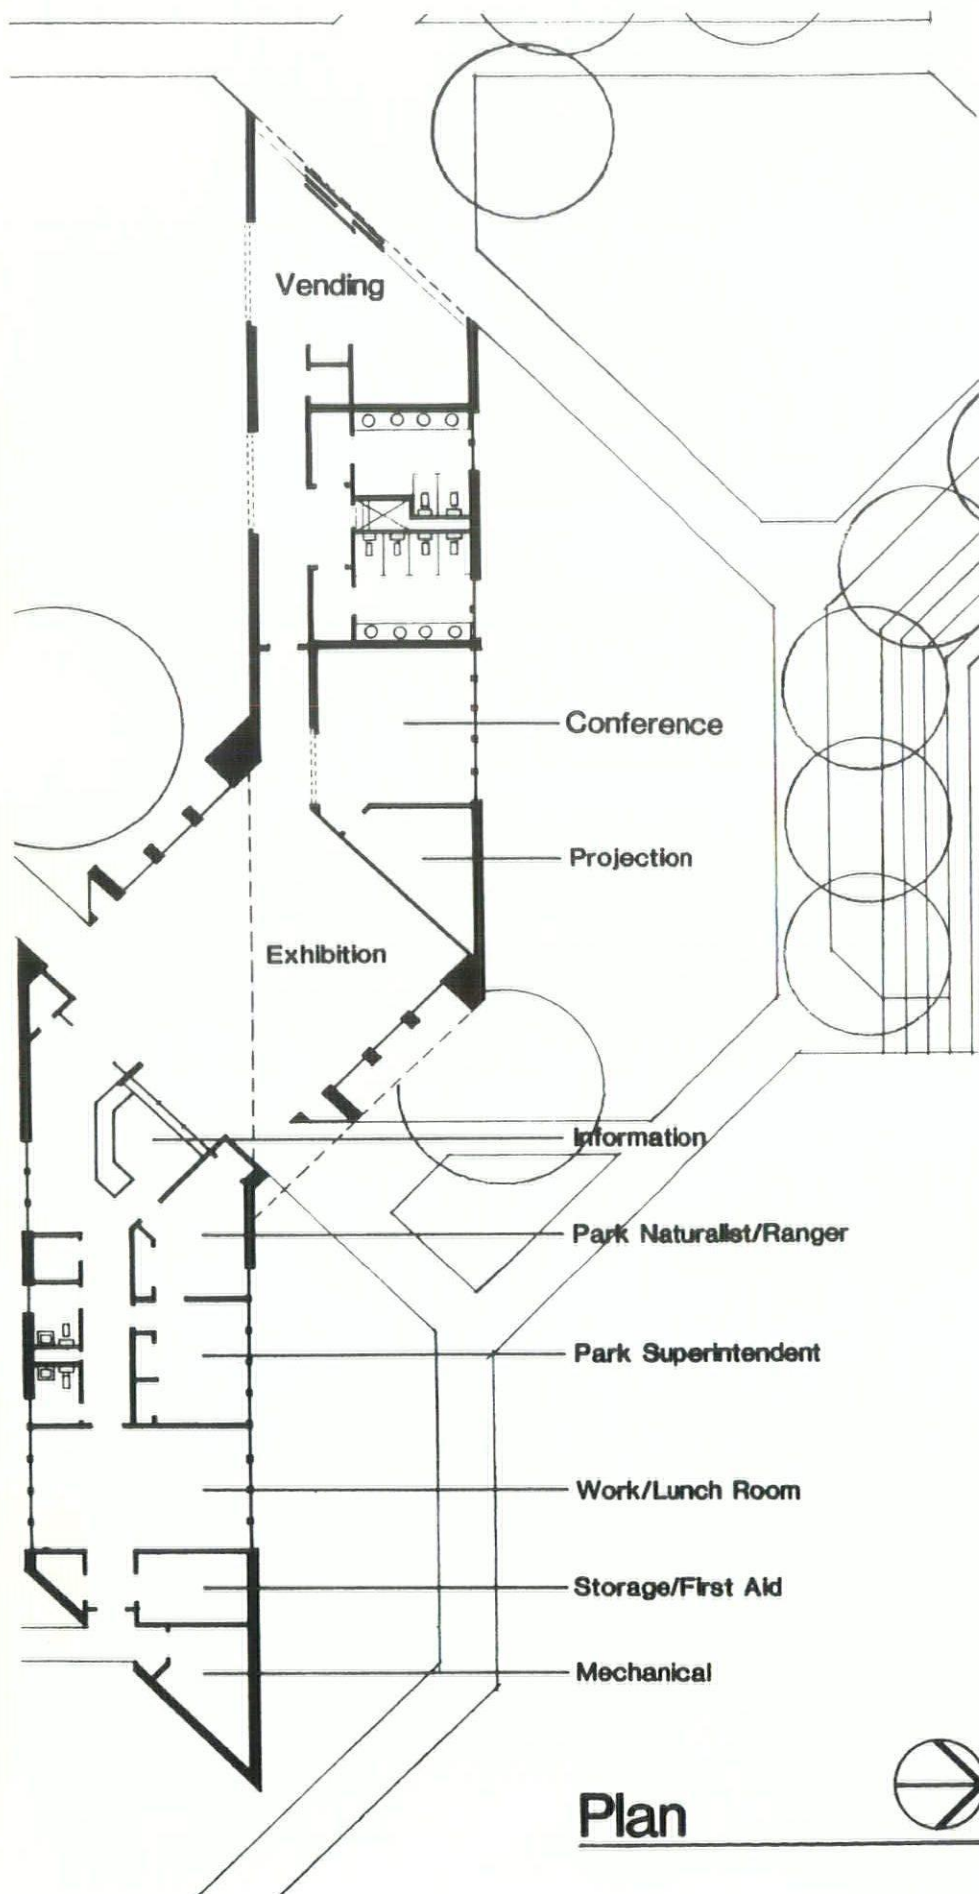 Vending
Conference
Projection
Exhibition
Information
Park Naturalist/Ranger
Park Superintendent
Work/Lunch Room
Storage/First Aid
Mechanical
Plan